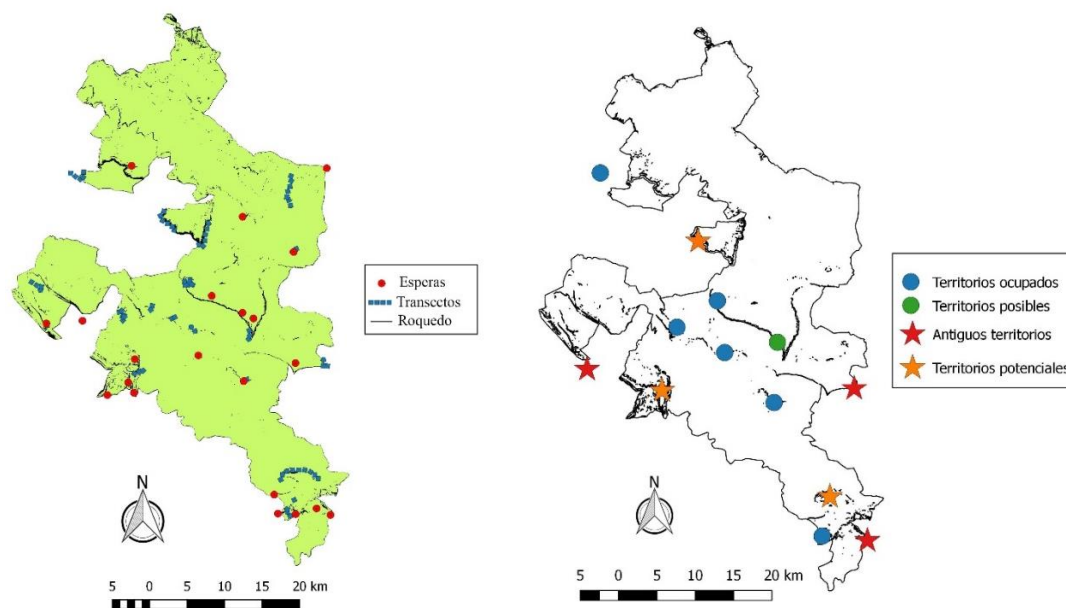 Esperas
Transectos
Roquedo
N
5 0 5 10 15 20 km
Territorios ocupados
Territorios posibles
Antiguos territorios
Territorios potenciales
N
5 0 5 10 15 20 km